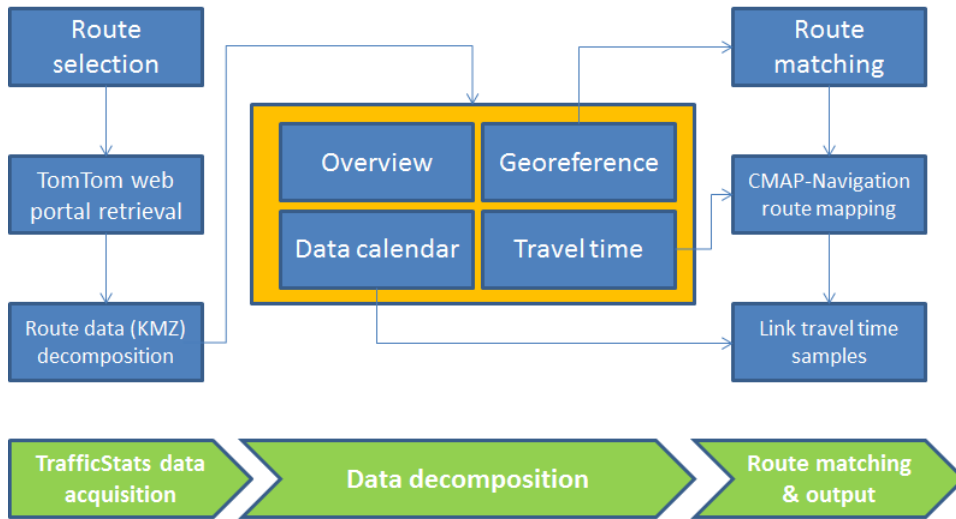 Route
selection
TomTom web
portal retrieval
Route data (KMZ)
decomposition
Overview
Georeference
Data calendar
Travel time
Route
matching
CMAP-Navigation
route mapping
Link travel time
samples
TrafficStats data
acquisition
Data decomposition
Route matching
& output